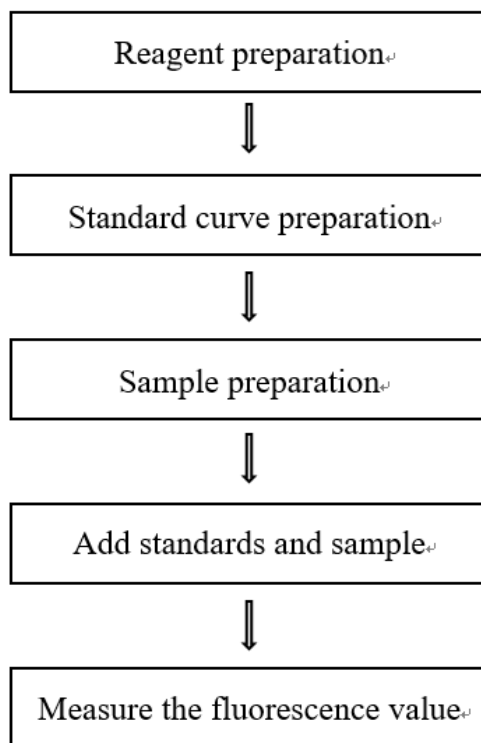 Reagent preparation
Standard curve preparation
Sample preparation
Add standards and sample
Measure the fluorescence value